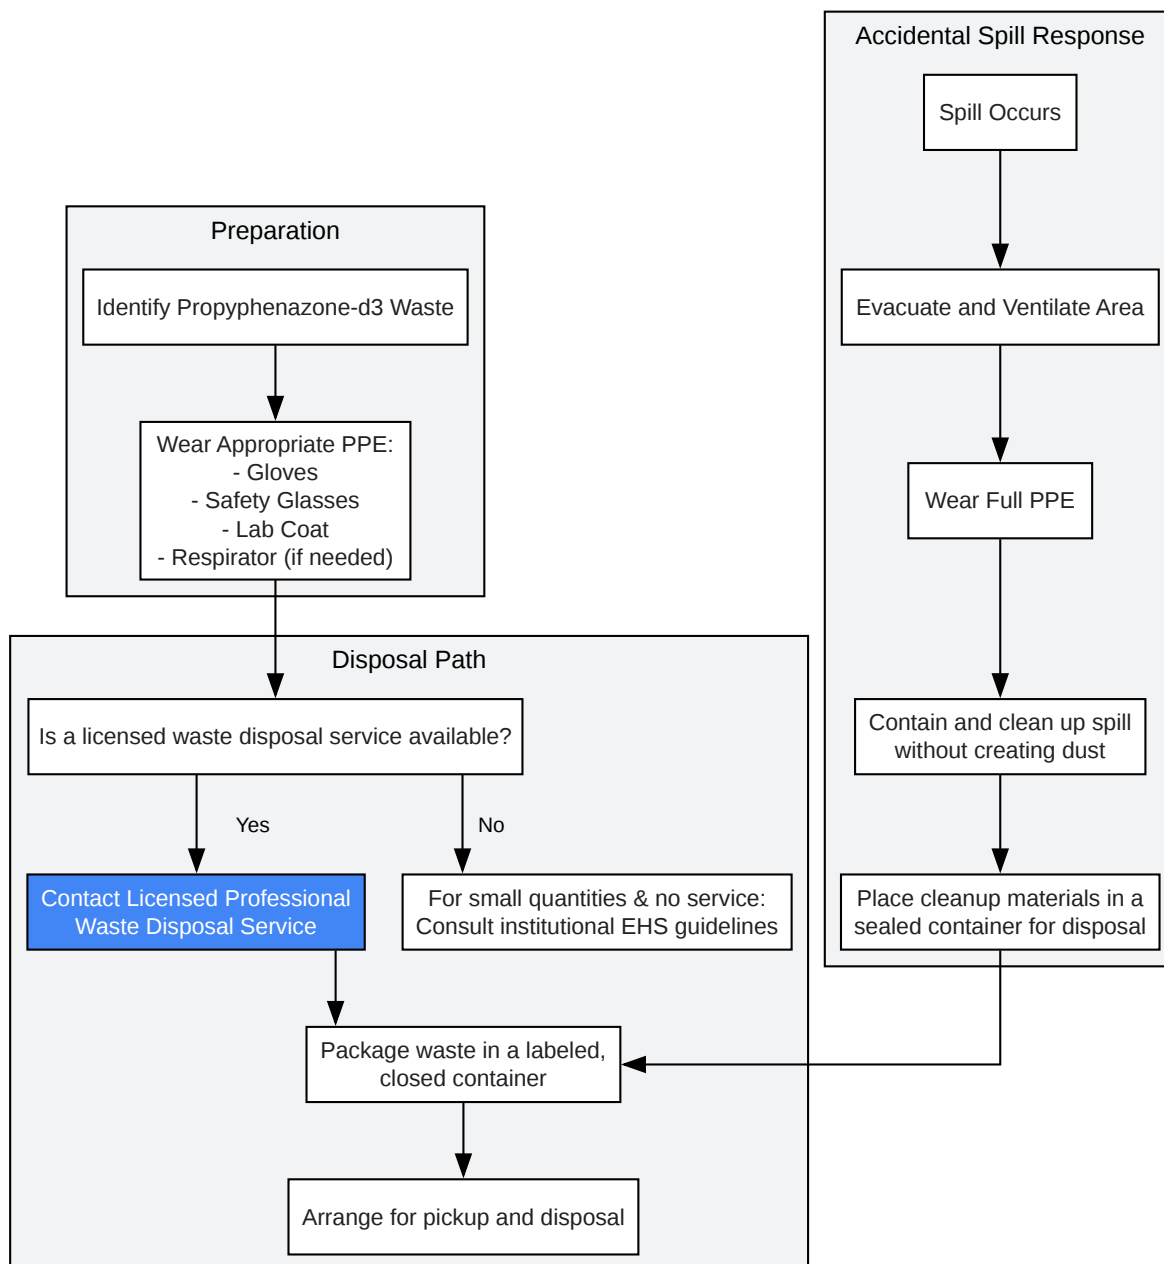 Preparation
Identify Propyphenazone-d3 Waste
Wear Appropriate PPE:
- Gloves
- Safety Glasses
- Lab Coat
- Respirator (if needed)
Disposal Path
Is a licensed waste disposal service available?
Yes
No
Contact Licensed Professional
Waste Disposal Service
For small quantities & no service:
Consult institutional EHS guidelines
Package waste in a labeled,
closed container
Arrange for pickup and disposal
Accidental Spill Response
Spill Occurs
Evacuate and Ventilate Area
Wear Full PPE
Contain and clean up spill
without creating dust
Place cleanup materials in a
sealed container for disposal